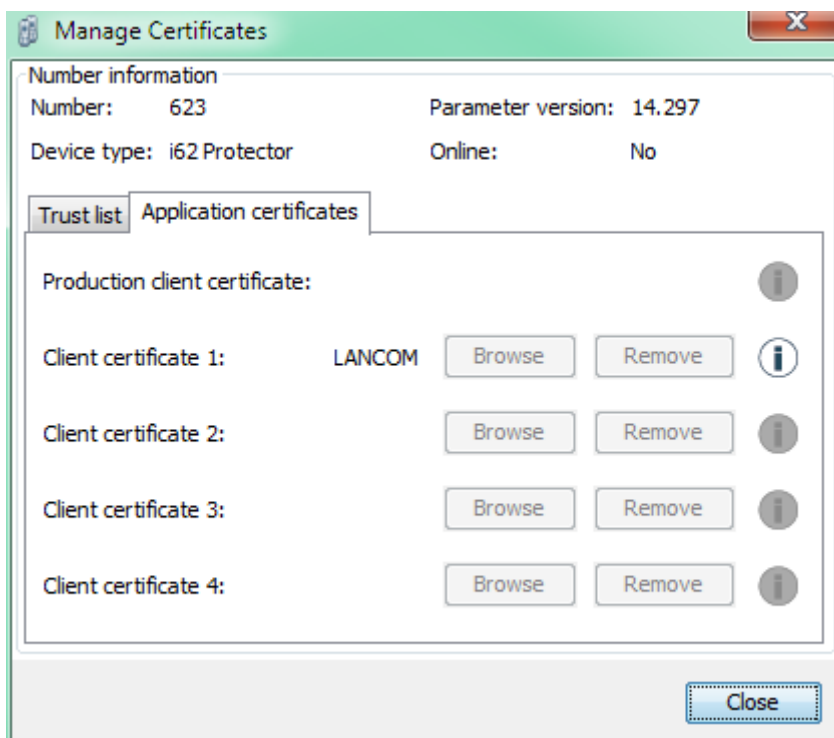 Manage Certificates
Number information
Number: 623 Parameter version: 14.297
Device type: i62 Protector Online: No
Trust list Application certificates
Production client certificate:
Client certificate 1: LANCOM Browse Remove
Client certificate 2: Browse Remove
Client certificate 3: Browse Remove
Client certificate 4: Browse Remove
Close